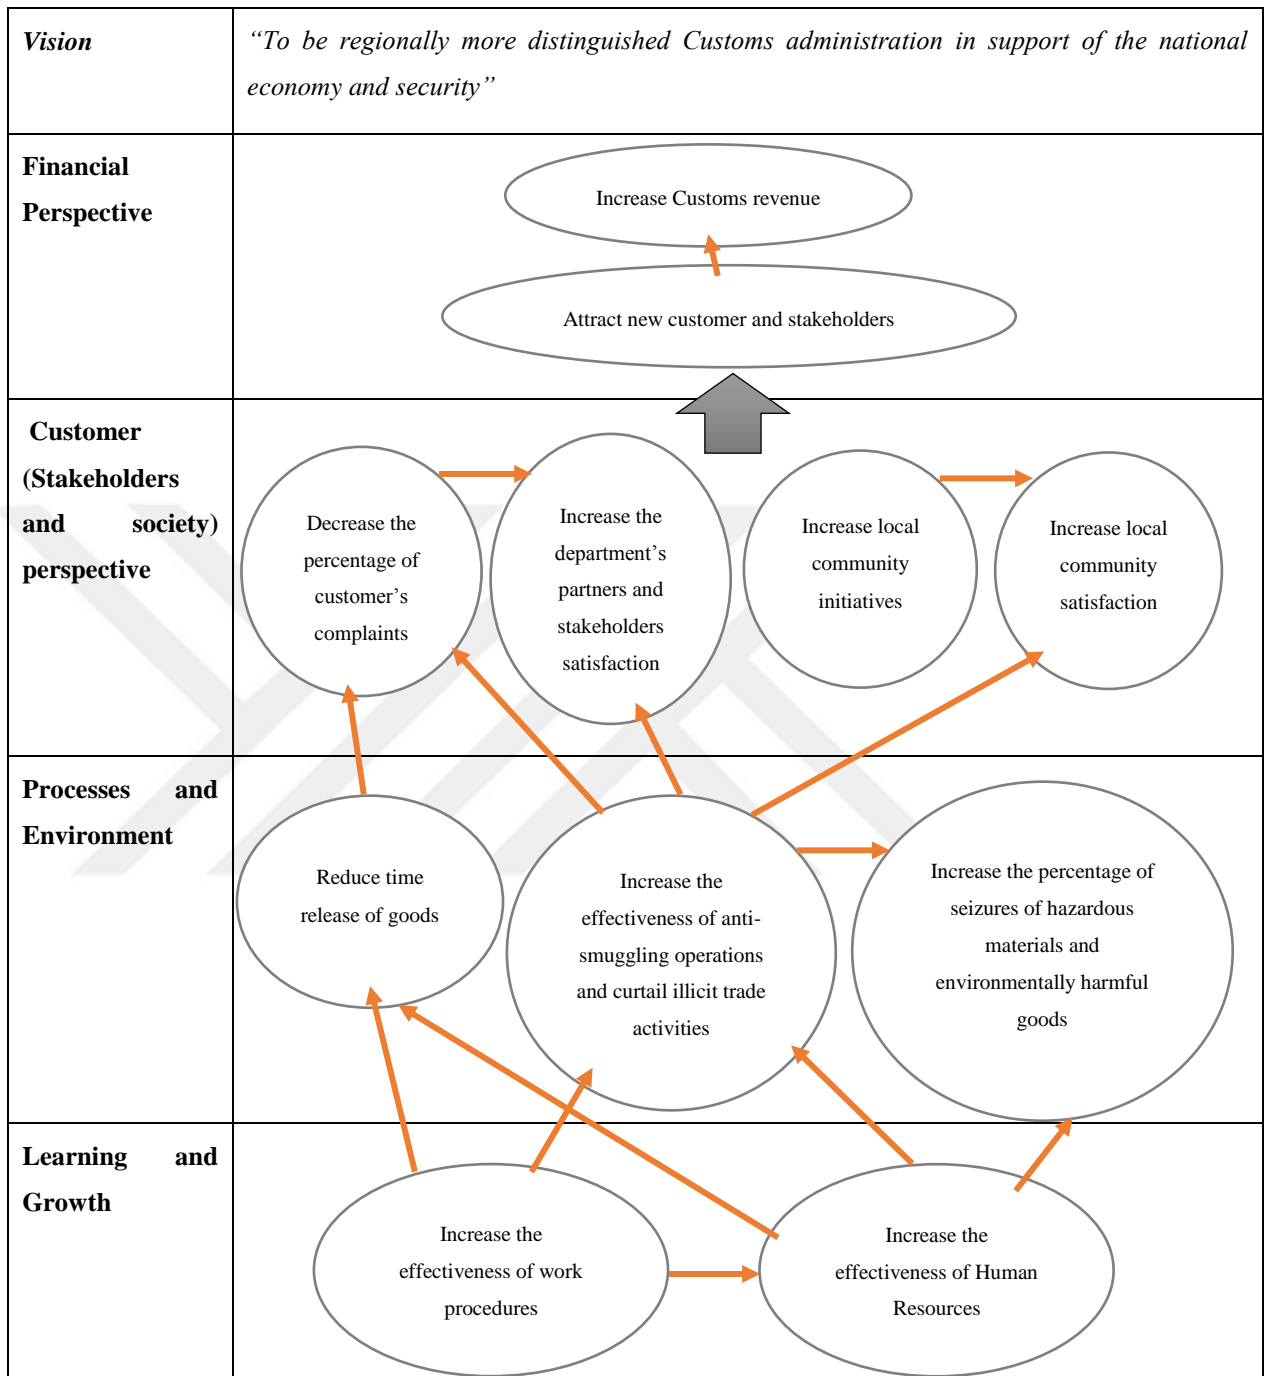 Vision
“To be regionally more distinguished Customs administration in support of the national
economy and security”
Financial
Perspective
Increase Customs revenue
Attract new customer and stakeholders
Customer
(Stakeholders
and society)
perspective
Decrease the
percentage of
customer’s
complaints
Increase the
department’s
partners and
stakeholders
satisfaction
Increase local
community
initiatives
Increase local
community
satisfaction
Processes and
Environment
Reduce time
release of goods
Increase the
effectiveness of anti-
smuggling operations
and curtail illicit trade
activities
Increase the percentage of
seizures of hazardous
materials and
environmentally harmful
goods
Learning and
Growth
Increase the
effectiveness of work
procedures
Increase the
effectiveness of Human
Resources